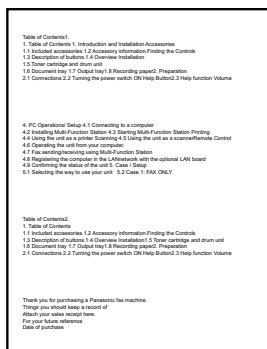 Table of Contents1.
1. Table of Contents 1. Introduction and Installation Accessories
1.1 Included accessories.1.2 Accessory information.Finding the Controls
1.3 Description of buttons.1.4 Overview Installation
1.5 Toner cartridge and drum unit
1.6 Document tray 1.7 Output tray1.8 Recording paper2. Preparation
2.1 Connections 2.2 Turning the power switch ON Help Button2.3 Help function Volume
4. PC Operations/ Setup 4.1 Connecting to a computer
4.2 Installing Multi-Function Station 4.3 Starting Multi-Function Station Printing
4.4 Using the unit as a printer Scanning4.5 Using the unit as a scannerRemote Control
4.6 Operating the unit from your computer.
4.7 Fax sending/receiving using Multi-Function Station
4.8 Registering the computer in the LANnetwork with the optional LAN board
4.9 Confirming the status of the unit 5. Case / Setup
5.1 Selecting the way to use your unit 5.2 Case 1: FAX ONLY
Table of Contents2.
1. Table of Contents
1.1 Included accessories.1.2 Accessory information.Finding the Controls
1.3 Description of buttons.1.4 Overview Installation1.5 Toner cartridge and drum unit
1.6 Document tray 1.7 Output tray1.8 Recording paper2. Preparation
2.1 Connections 2.2 Turning the power switch ON Help Button2.3 Help function Volume
Thank you for purchasing a Panasonic fax machine.
Things you should keep a record of
Attach your sales receipt here.
For your future reference
Date of purchase